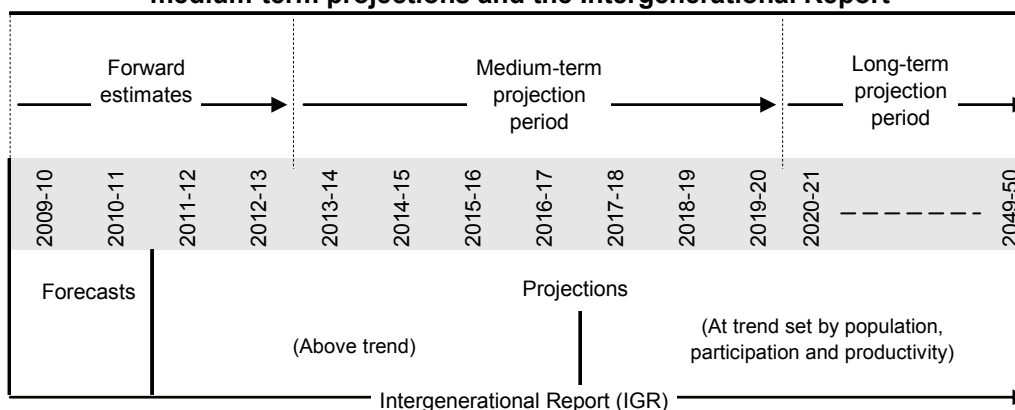 medium-term projections and the Intergenerational Report
Forward
estimates
Medium-term
projection
period
Long-term
projection
period
2009-10
2010-11
2011-12
2012-13
2013-14
2014-15
2015-16
2016-17
2017-18
2018-19
2019-20
2020-21
2049-50
Forecasts
Projections
(Above trend)
(At trend set by population,
participation and productivity)
Intergenerational Report (IGR)